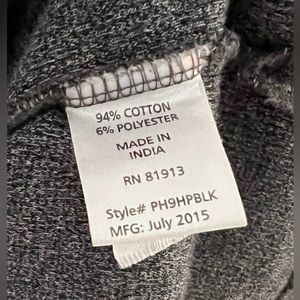 94% COTTON
6% POLYESTER
MADE IN
INDIA
RN 81913
Style# PH9HPBLK
MFG: July 2015